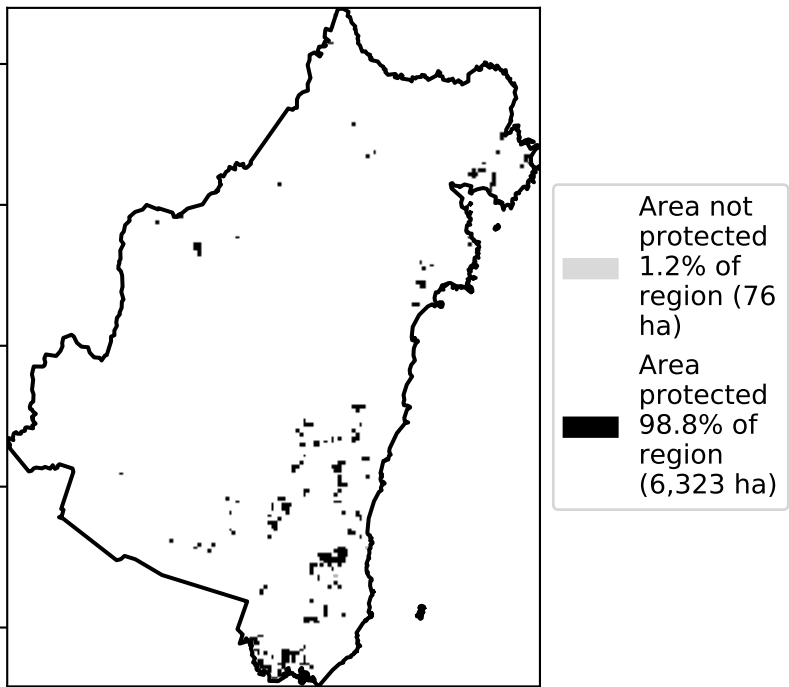 Area not
protected
1.2% of
region (76
ha)
Area
protected
98.8% of
region
(6,323 ha)